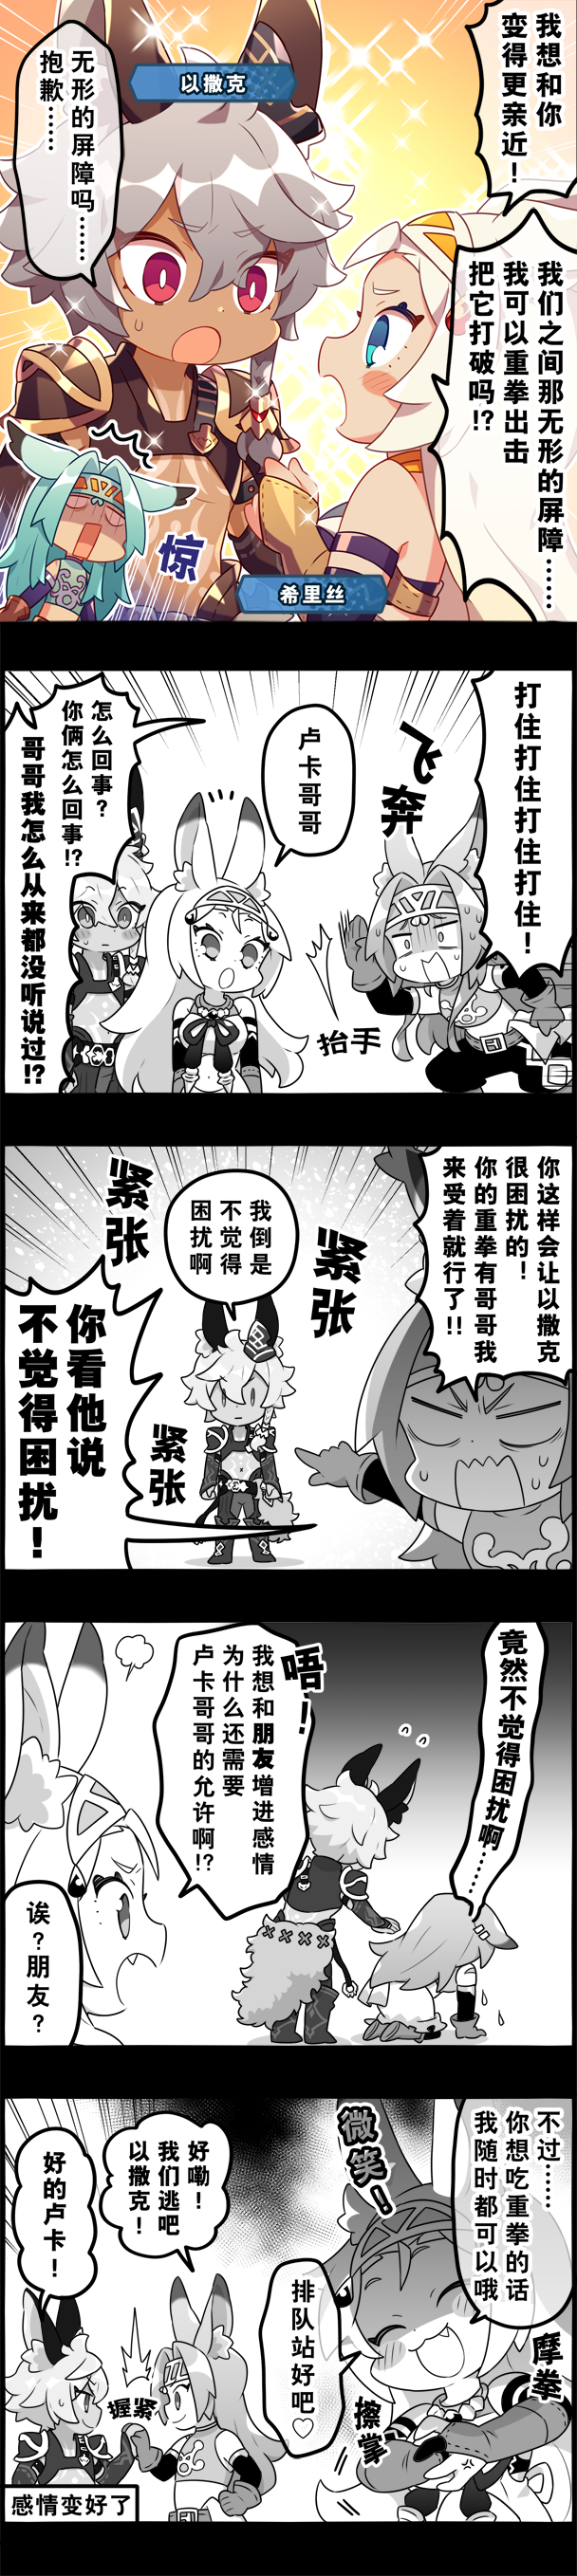 我想和你
变得更亲近！
以撒克
无形的屏障吗……
抱歉……
我们之间那无形的屏障……
我可以重拳出击
把它打破吗!?
惊
希里丝
打住打住打住打住！
飞奔
卢卡哥哥
抬手
怎么回事？
你俩怎么回事!?
哥哥我怎么从来都没听说过!?
你这样会让以撒克
很困扰的！
你的重拳有哥哥我
来受着就行了!!
紧张
我倒是
不觉得
困扰啊
紧张
紧张
你看他说
不觉得困扰！
竟然不觉得困扰啊……
唔！
我想和朋友增进感情
为什么还需要
卢卡哥哥的允许啊!?
诶？朋友？
不过……
你想吃重拳的话
我随时都可以哦
微笑！
排队站好吧♡
摩拳
擦掌
好嘞！
我们逃吧
以撒克！
好的卢卡！
握紧
感情变好了